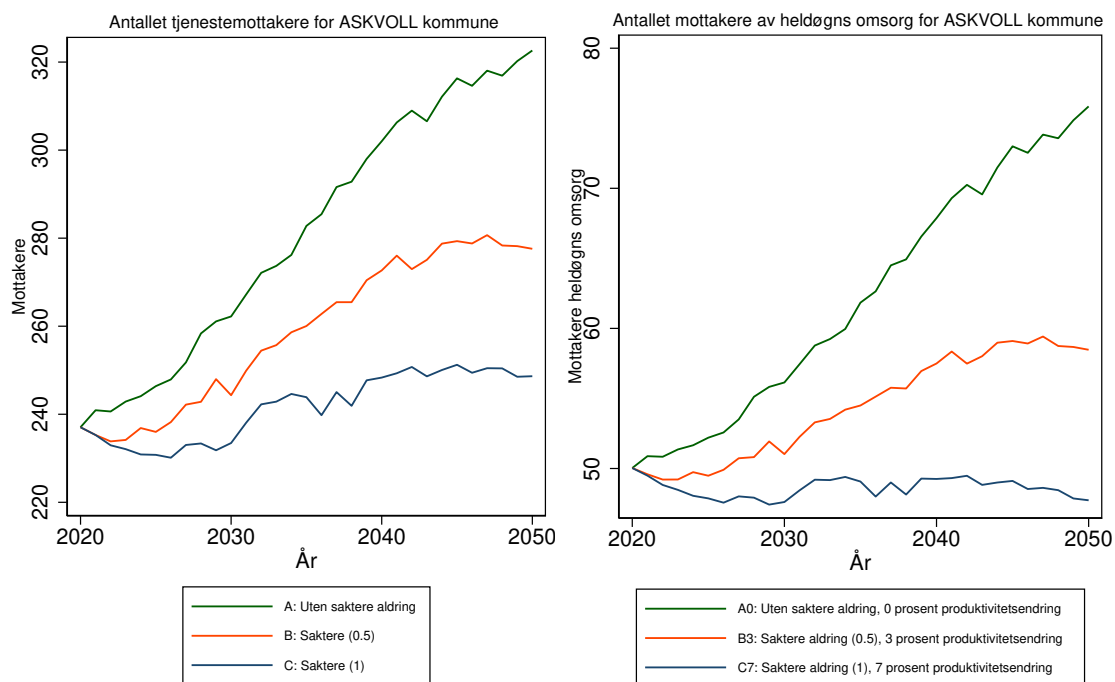 Antallet tjenestemottakere for ASKVOLL kommune
Mottakere
320
300
280
260
240
220
2020
2030
2040
2050
År
A: Uten saktere aldring
B: Saktere (0.5)
C: Saktere (1)
Antallet mottakere av heldøgns omsorg for ASKVOLL kommune
Mottakere heldøgns omsorg
80
70
60
50
2020
2030
2040
2050
År
A0: Uten saktere aldring, 0 prosent produktivitetsendring
B3: Saktere aldring (0.5), 3 prosent produktivitetsendring
C7: Saktere aldring (1), 7 prosent produktivitetsendring